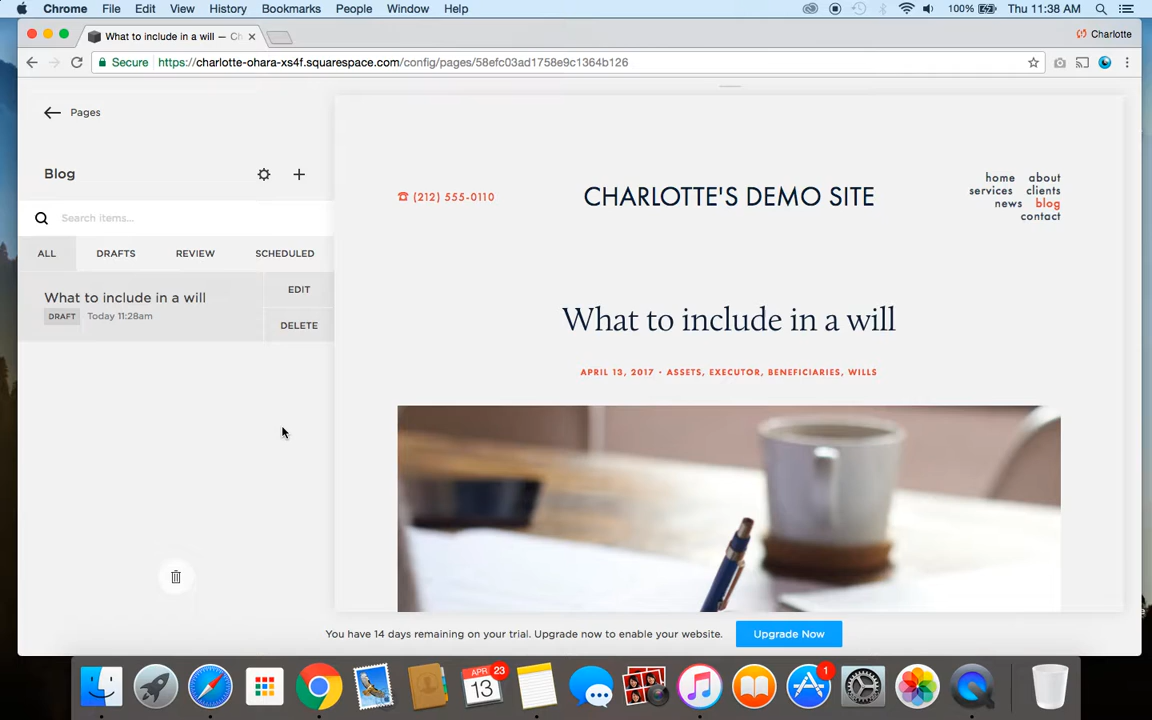 Chrome File Edit View History Bookmarks People Window Help 100% Thu 11:38 AM
What to include in a will — Ch Charlotte
Secure https://charlotte-ohara-xs4f.squarespace.com/config/pages/58efc03ad1758e9c1364b126
Pages
Blog
Search items...
ALL DRAFTS REVIEW SCHEDULED
What to include in a will
DRAFT Today 11:28am
EDIT
DELETE
(212) 555-0110
CHARLOTTE'S DEMO SITE
home about
services clients
news blog
contact
What to include in a will
APRIL 13, 2017 · ASSETS, EXECUTOR, BENEFICIARIES, WILLS
You have 14 days remaining on your trial. Upgrade now to enable your website. Upgrade Now
23
APR
13
1